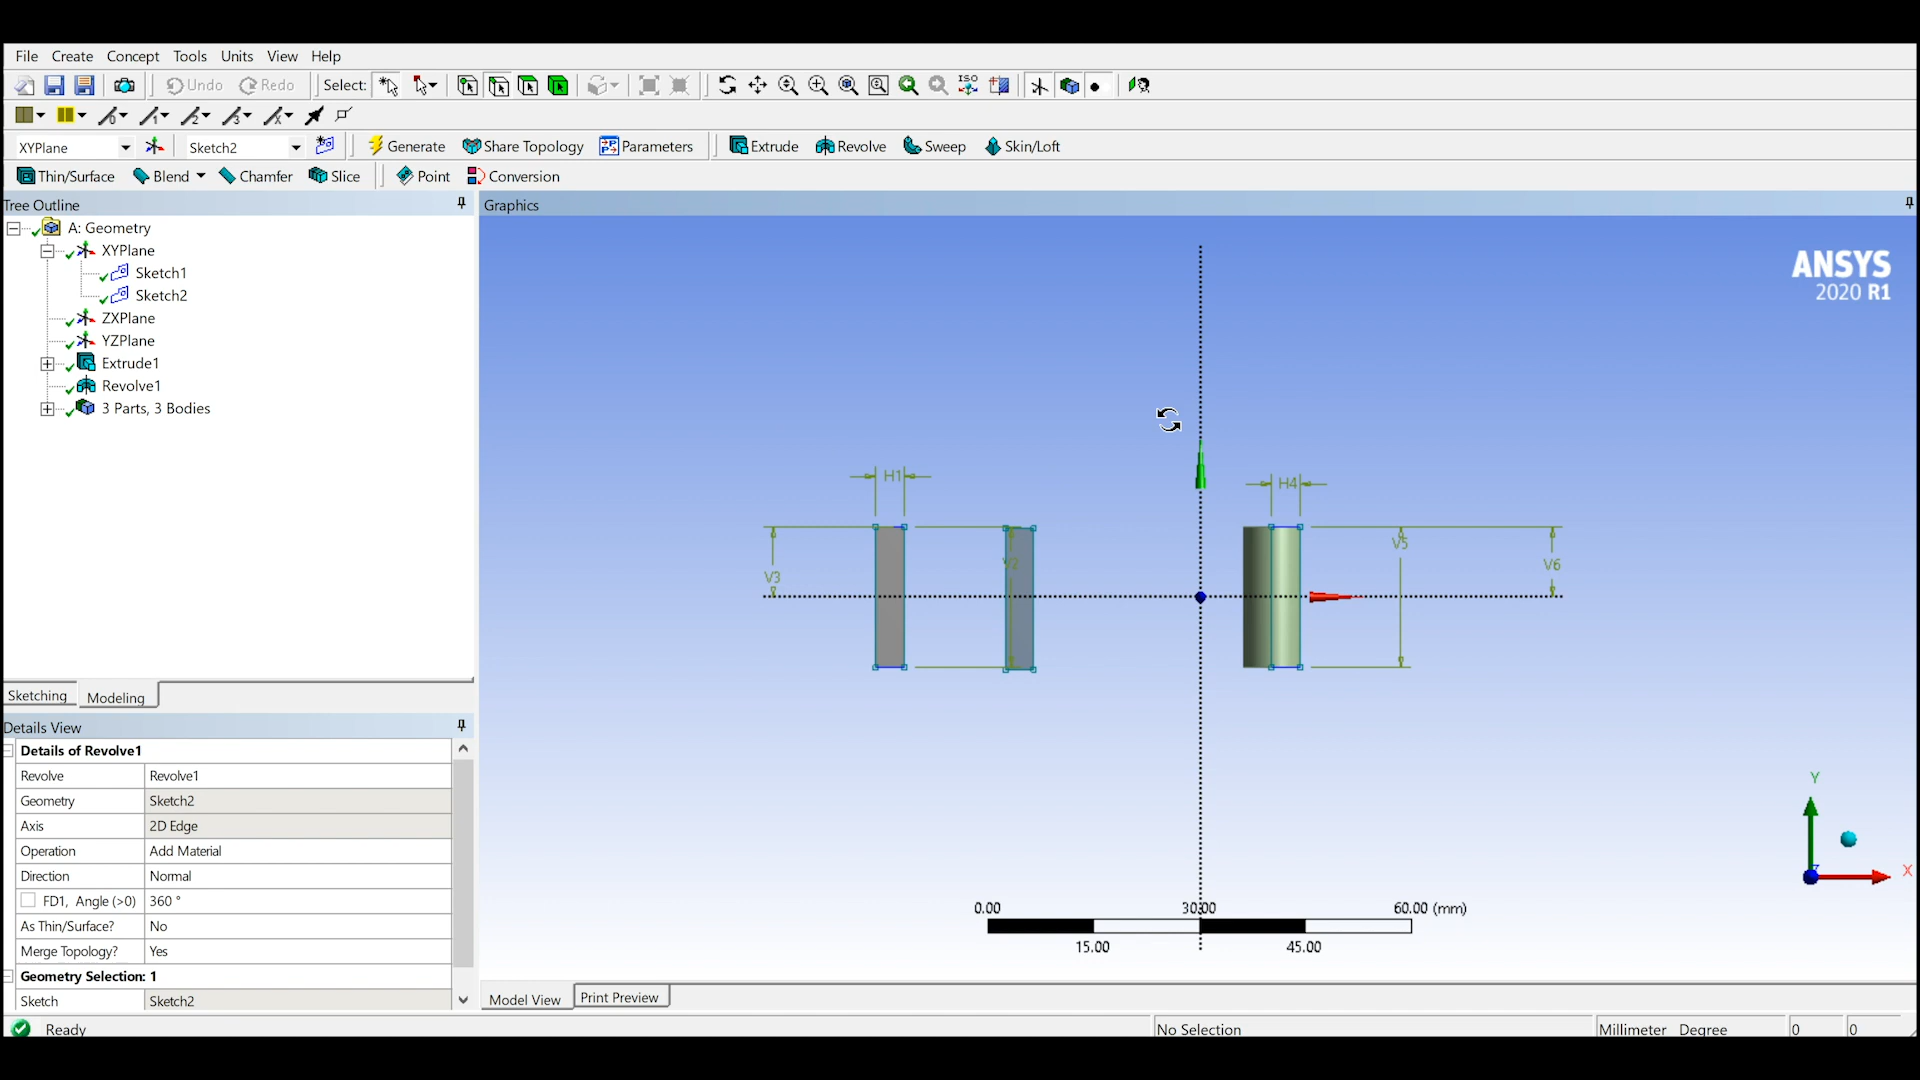 File Create Concept Tools Units View Help
Undo Redo Select: ISO
XYPlane Sketch2 Generate Share Topology Parameters Extrude Revolve Sweep Skin/Loft
Thin/Surface Blend Chamfer Slice Point Conversion
Tree Outline
A: Geometry
XYPlane
Sketch1
Sketch2
ZXPlane
YZPlane
Extrude1
Revolve1
3 Parts, 3 Bodies
Sketching Modeling
Details View
Details of Revolve1
Revolve Revolve1
Geometry Sketch2
Axis 2D Edge
Operation Add Material
Direction Normal
FD1, Angle (>0) 360 °
As Thin/Surface? No
Merge Topology? Yes
Geometry Selection: 1
Sketch Sketch2
Graphics
ANSYS
2020 R1
H1 H4
V3 V2 V5 V6
Y
X
0.00 30.00 60.00 (mm)
15.00 45.00
Model View Print Preview
Ready No Selection Millimeter Degree 0 0